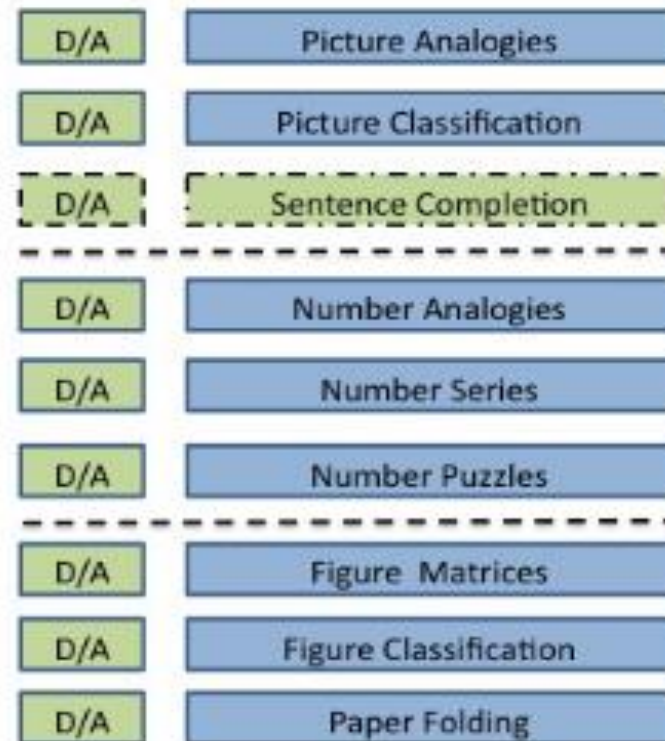 D/A Picture Analogies
D/A Picture Classification
D/A Sentence Completion
D/A Number Analogies
D/A Number Series
D/A Number Puzzles
D/A Figure Matrices
D/A Figure Classification
D/A Paper Folding